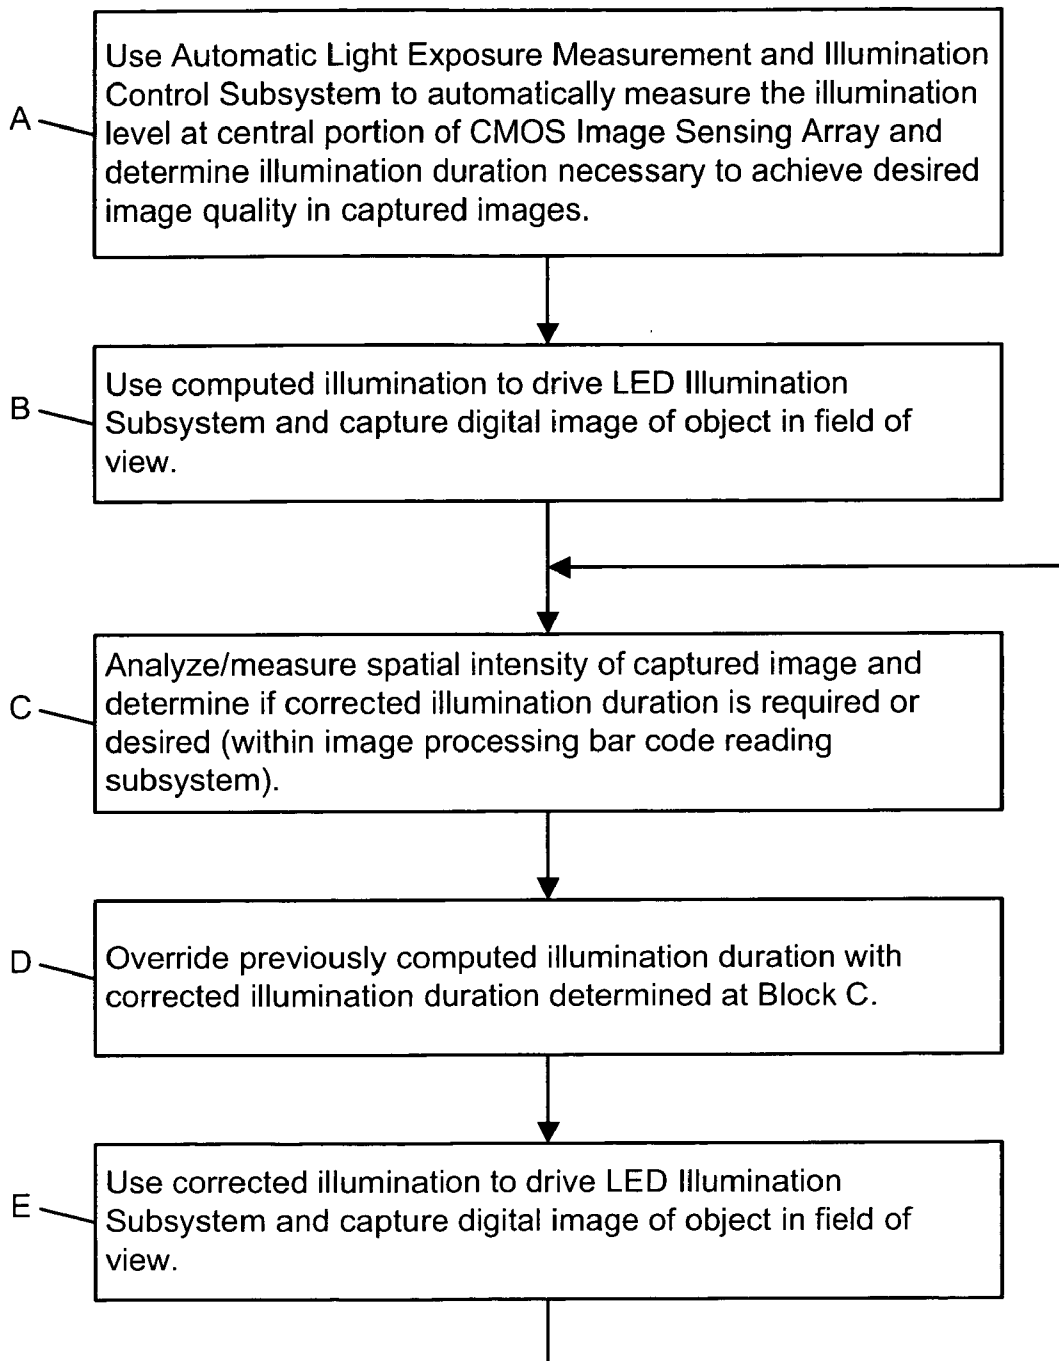 A
Use Automatic Light Exposure Measurement and Illumination
Control Subsystem to automatically measure the illumination
level at central portion of CMOS Image Sensing Array and
determine illumination duration necessary to achieve desired
image quality in captured images.
B
Use computed illumination to drive LED Illumination
Subsystem and capture digital image of object in field of
view.
C
Analyze/measure spatial intensity of captured image and
determine if corrected illumination duration is required or
desired (within image processing bar code reading
subsystem).
D
Override previously computed illumination duration with
corrected illumination duration determined at Block C.
E
Use corrected illumination to drive LED Illumination
Subsystem and capture digital image of object in field of
view.